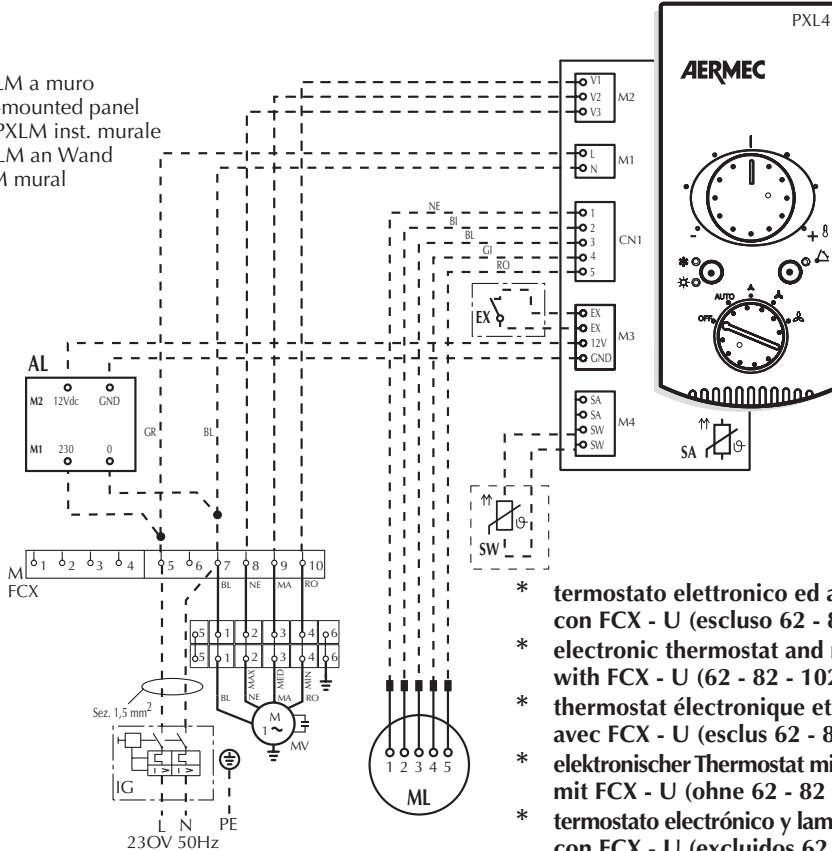 PXL4
LM a muro
-mounted panel
PXLM inst. murale
LM an Wand
M mural
AERMEC
V1
V2
V3
M2
L
N
M1
NE
BI
BL
GI
RO
1
2
3
4
5
CN1
- +
AUTO
OFF
EX
EX
EX
12V
GND
M3
SA
SA
SW
SW
M4
SA ϑ
ϑ
SW
AL
M2 12Vdc GND
M1 230 0
GR
BL
M
FCX
1 2 3 4 5 6 7 8 9 10
BL NE MA RO
5 1 2 3 4 6
5 1 2 3 4 6
MAX MED MIN
BL NE MA RO
M
1 ~
MV
Sez. 1,5 mm²
IG
I > I >
L N PE
230V 50Hz
1 2 3 4 5
ML
* termostato elettronico ed a
con FCX - U (escluso 62 - 8
* electronic thermostat and
with FCX - U (62 - 82 - 102
* thermostat électronique et
avec FCX - U (esclus 62 - 8
* elektronischer Thermostat mi
mit FCX - U (ohne 62 - 82
* termostato electrónico y lam
con FCX - U (excluidos 62